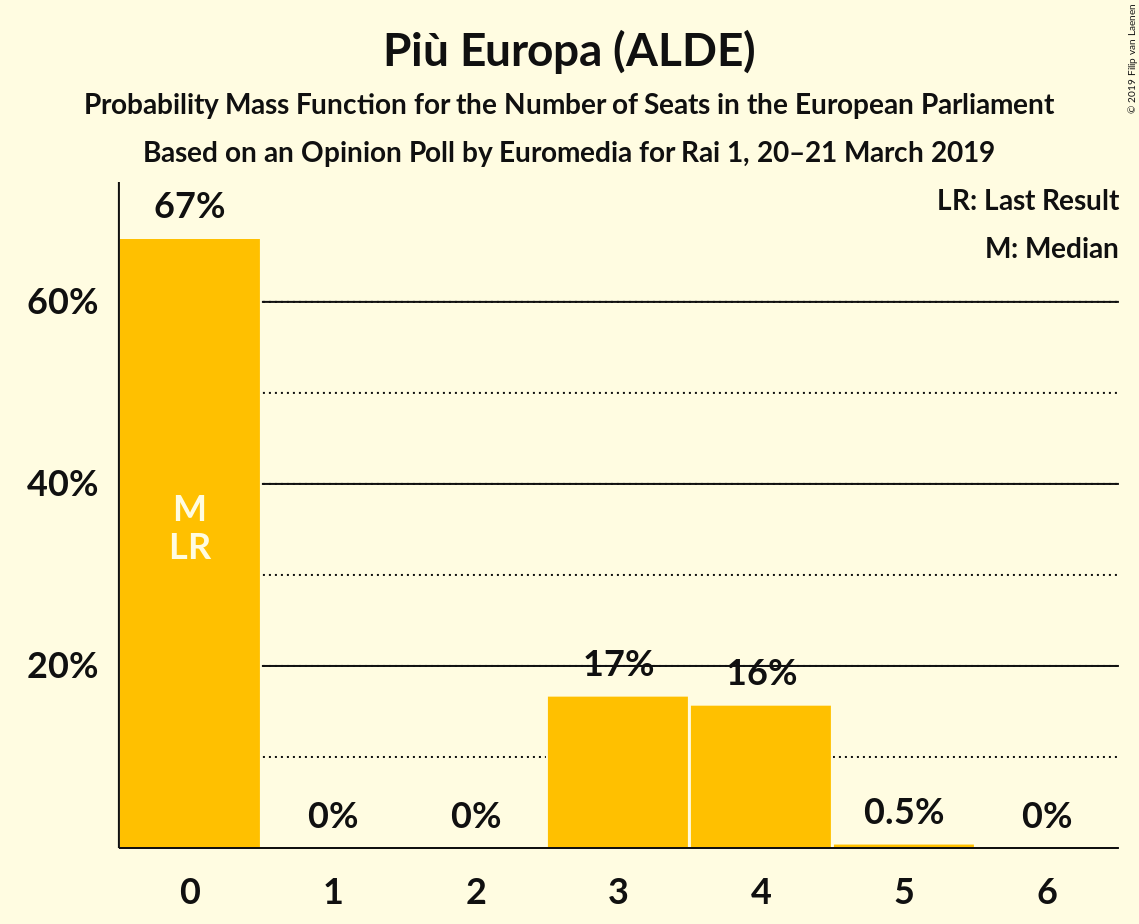 Più Europa (ALDE)
Probability Mass Function for the Number of Seats in the European Parliament
Based on an Opinion Poll by Euromedia for Rai 1, 20–21 March 2019
© 2019 Filip van Laenen
LR: Last Result
M: Median
67%
60%
40%
M
LR
20%
17%
16%
0%
0%
0.5%
0%
0
1
2
3
4
5
6